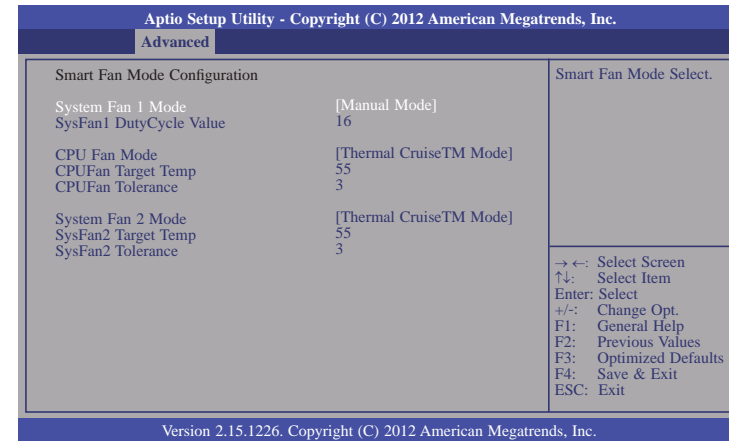 Aptio Setup Utility - Copyright (C) 2012 American Megatrends, Inc.
Advanced
Smart Fan Mode Configuration
System Fan 1 Mode [Manual Mode]
SysFan1 DutyCycle Value 16
CPU Fan Mode [Thermal CruiseTM Mode]
CPUFan Target Temp 55
CPUFan Tolerance 3
System Fan 2 Mode [Thermal CruiseTM Mode]
SysFan2 Target Temp 55
SysFan2 Tolerance 3
Smart Fan Mode Select.
→ ←: Select Screen
↑↓: Select Item
Enter: Select
+/-: Change Opt.
F1: General Help
F2: Previous Values
F3: Optimized Defaults
F4: Save & Exit
ESC: Exit
Version 2.15.1226. Copyright (C) 2012 American Megatrends, Inc.